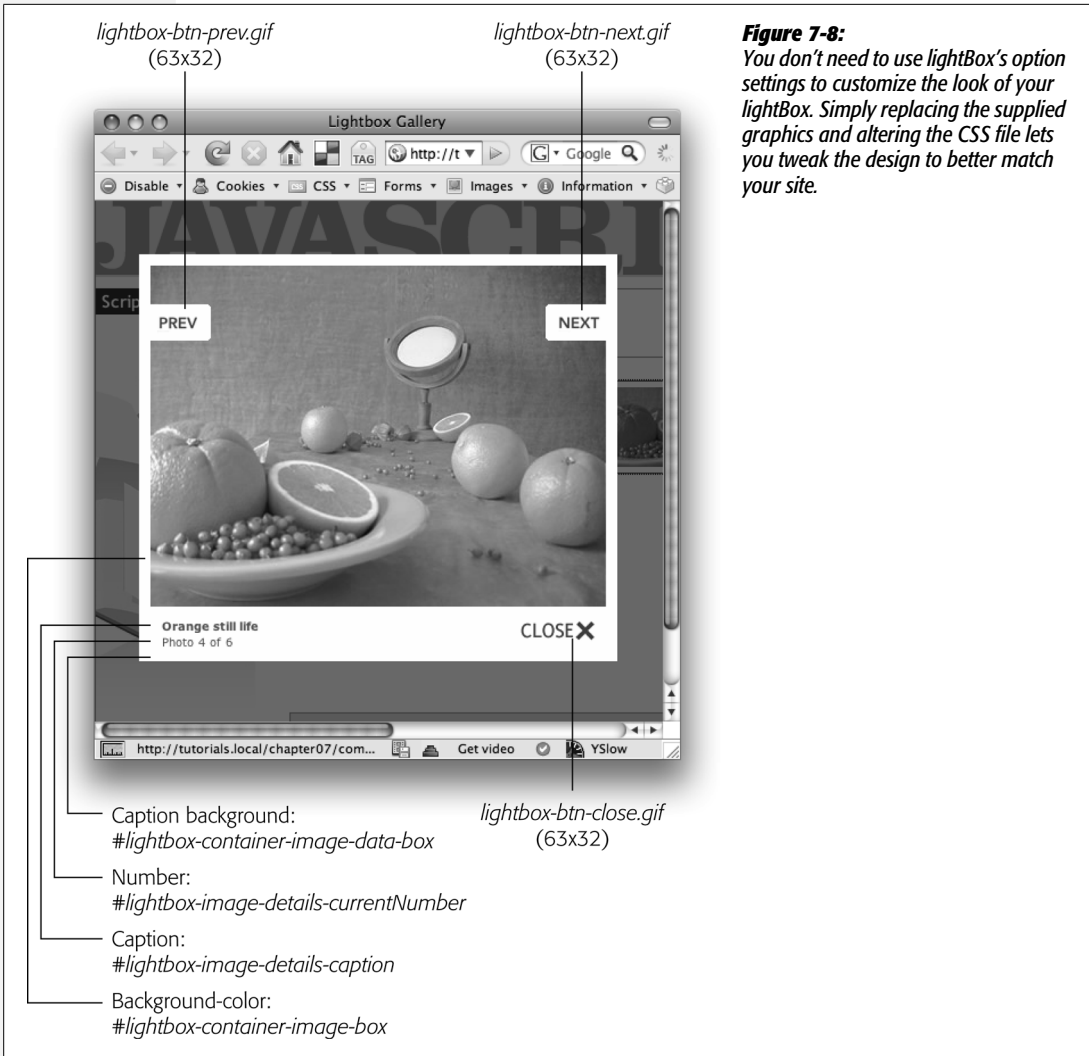 lightbox-btn-prev.gif
(63x32)
lightbox-btn-next.gif
(63x32)
Figure 7-8:
You don't need to use lightBox's option
settings to customize the look of your
lightBox. Simply replacing the supplied
graphics and altering the CSS file lets
you tweak the design to better match
your site.
Lightbox Gallery
TAG http://t G Google
Disable Cookies CSS Forms Images Information
JAVASCRI
Scrip
PREV
NEXT
Orange still life
Photo 4 of 6
CLOSE
http://tutorials.local/chapter07/com... Get video YSlow
lightbox-btn-close.gif
(63x32)
Caption background:
#lightbox-container-image-data-box
Number:
#lightbox-image-details-currentNumber
Caption:
#lightbox-image-details-caption
Background-color:
#lightbox-container-image-box